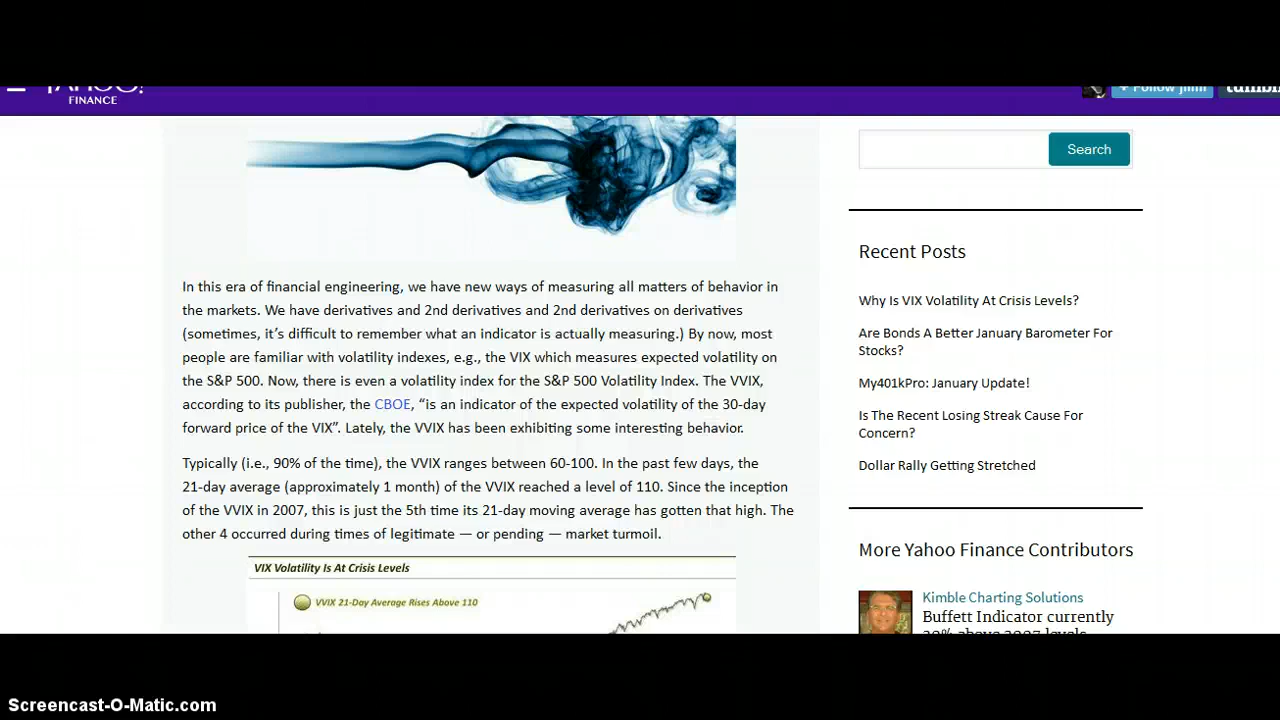 YAHOO!
FINANCE
+ Follow jlfmi
Search
In this era of financial engineering, we have new ways of measuring all matters of behavior in
the markets. We have derivatives and 2nd derivatives and 2nd derivatives on derivatives
(sometimes, it's difficult to remember what an indicator is actually measuring.) By now, most
people are familiar with volatility indexes, e.g., the VIX which measures expected volatility on
the S&P 500. Now, there is even a volatility index for the S&P 500 Volatility Index. The VVIX,
according to its publisher, the CBOE, “is an indicator of the expected volatility of the 30-day
forward price of the VIX”. Lately, the VVIX has been exhibiting some interesting behavior.
Typically (i.e., 90% of the time), the VVIX ranges between 60-100. In the past few days, the
21-day average (approximately 1 month) of the VVIX reached a level of 110. Since the inception
of the VVIX in 2007, this is just the 5th time its 21-day moving average has gotten that high. The
other 4 occurred during times of legitimate — or pending — market turmoil.
VIX Volatility Is At Crisis Levels
VVIX 21-Day Average Rises Above 110
Recent Posts
Why Is VIX Volatility At Crisis Levels?
Are Bonds A Better January Barometer For
Stocks?
My401kPro: January Update!
Is The Recent Losing Streak Cause For
Concern?
Dollar Rally Getting Stretched
More Yahoo Finance Contributors
Kimble Charting Solutions
Buffett Indicator currently
20% above 2007 levels
Screencast-O-Matic.com